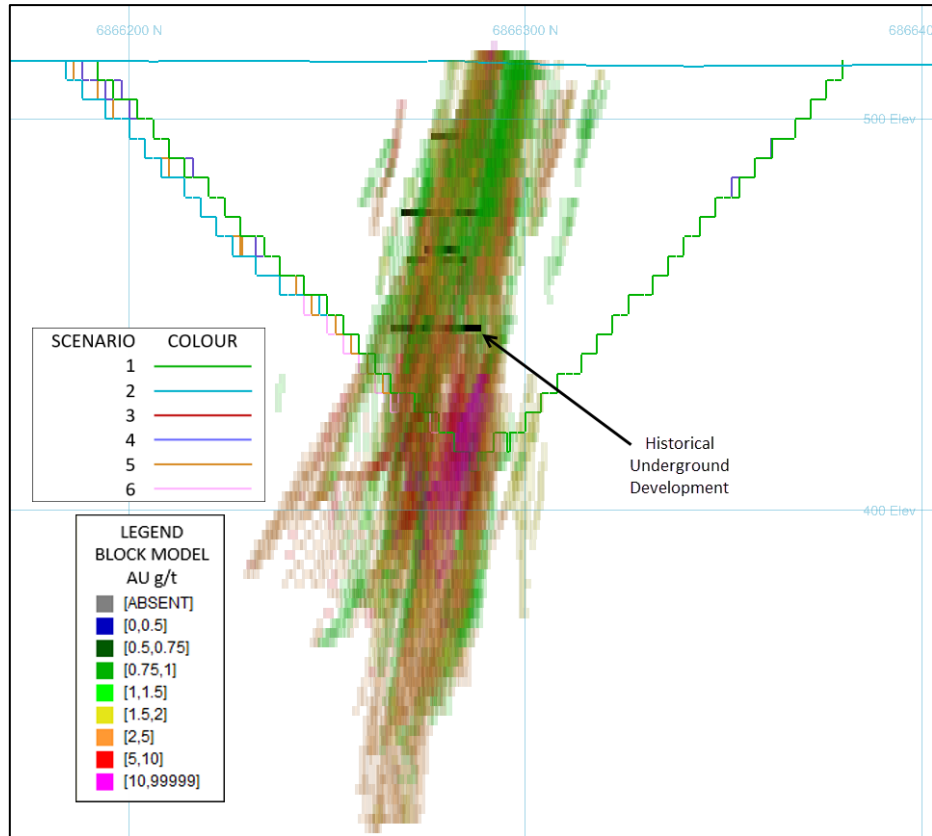 6866200 N
6866300 N
686640
500 Elev
SCENARIO COLOUR
1
2
3
4
5
6
Historical
Underground
Development
400 Elev
LEGEND
BLOCK MODEL
AU g/t
[ABSENT]
[0,0.5]
[0.5,0.75]
[0.75,1]
[1,1.5]
[1.5,2]
[2,5]
[5,10]
[10,99999]